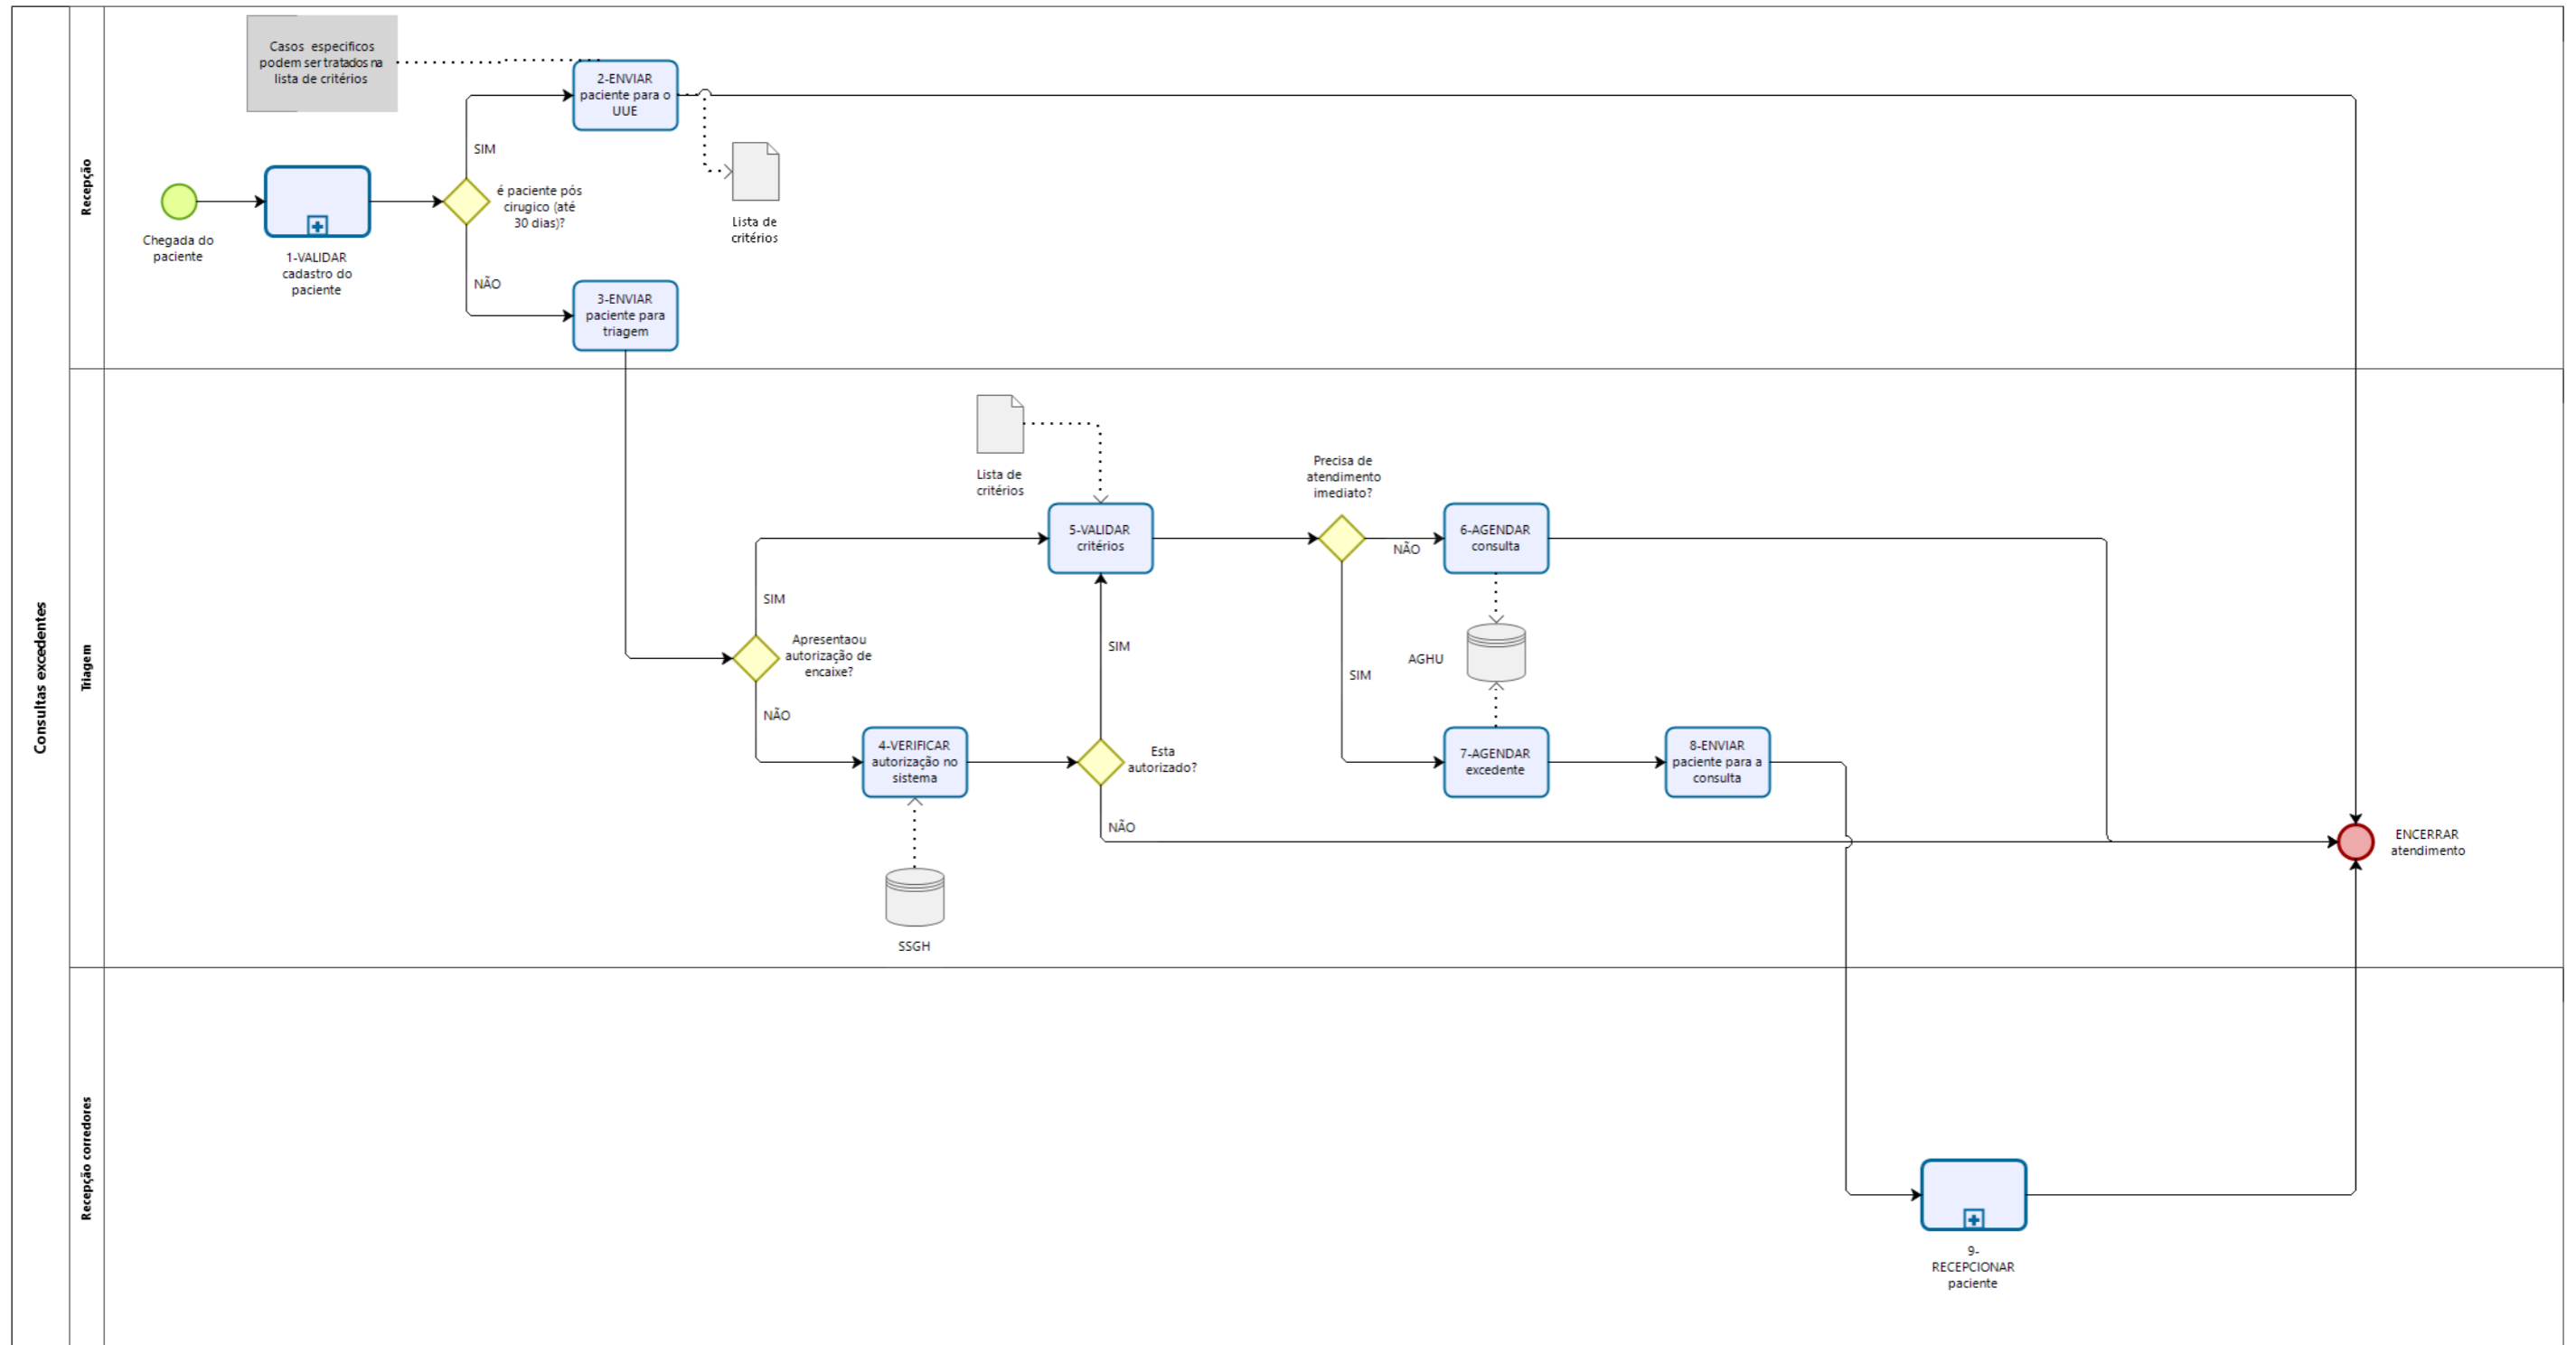 Consultas excedentes
Recepção
Casos especificos
podem ser tratados na
lista de critérios
2-ENVIAR
paciente para o
UUE
SIM
é paciente pós
cirugico (até
30 dias)?
Lista de
critérios
Chegada do
paciente
1-VALIDAR
cadastro do
paciente
NÃO
3-ENVIAR
paciente para
triagem
Triagem
Lista de
critérios
Precisa de
atendimento
imediato?
5-VALIDAR
critérios
NÃO
6-AGENDAR
consulta
SIM
Apresentaou
autorização de
encaixe?
SIM
AGHU
SIM
NÃO
4-VERIFICAR
autorização no
sistema
Esta
autorizado?
7-AGENDAR
excedente
8-ENVIAR
paciente para a
consulta
NÃO
ENCERRAR
atendimento
SSGH
Recepção corredores
9-
RECEPCIONAR
paciente